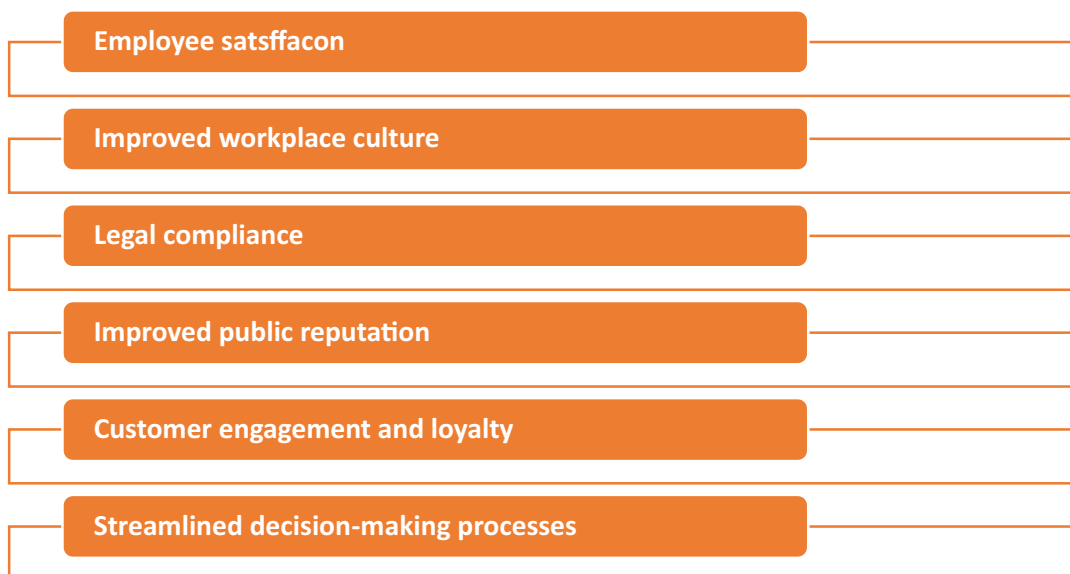 Employee satsffacon
Improved workplace culture
Legal compliance
Improved public reputation
Customer engagement and loyalty
Streamlined decision-making processes